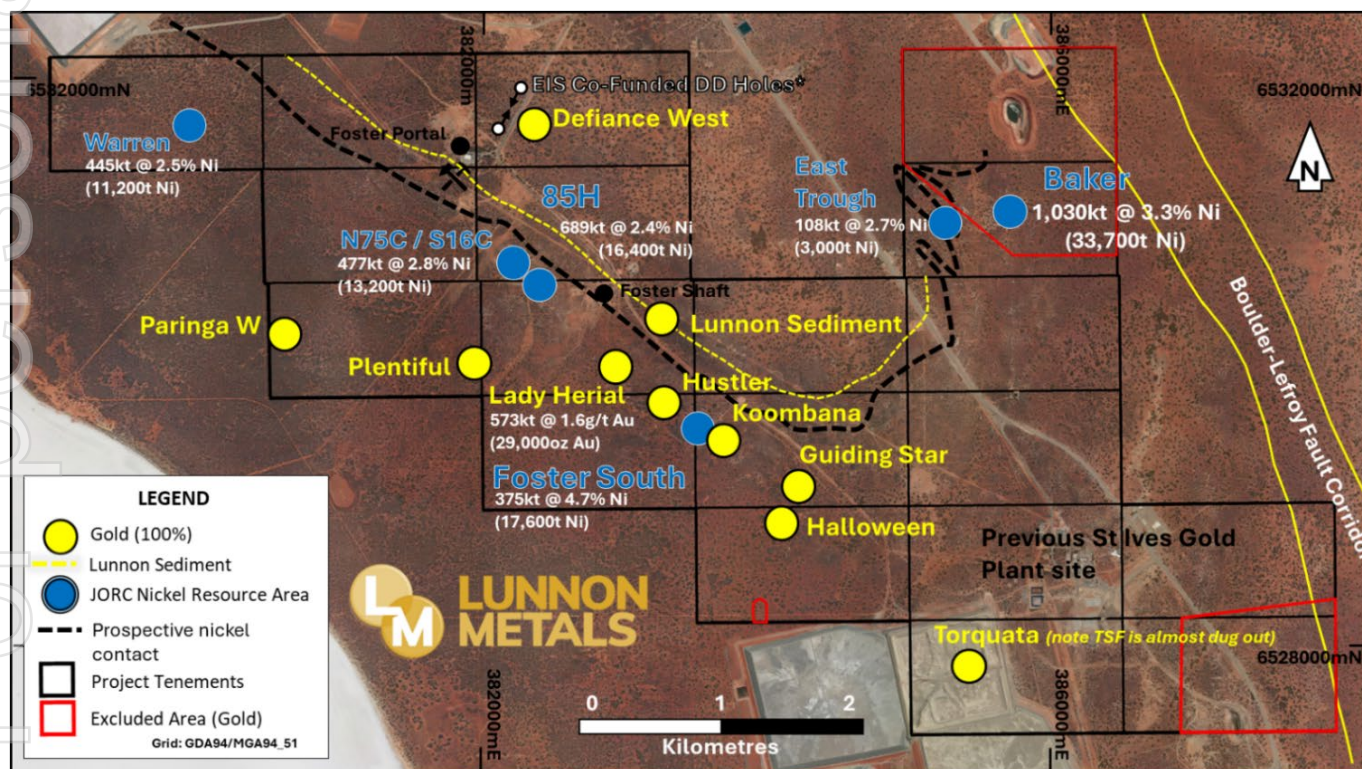 382000m
386000mE
6532000mN
6532000mN
EIS Co-Funded DD Holes*
Defiance West
Foster Portal
Warren
445kt @ 2.5% Ni
(11,200t Ni)
N
East
Trough
108kt @ 2.7% Ni
(3,000t Ni)
Baker
1,030kt @ 3.3% Ni
(33,700t Ni)
85H
689kt @ 2.4% Ni
(16,400t Ni)
N75C / S16C
477kt @ 2.8% Ni
(13,200t Ni)
Foster Shaft
Boulder-Lefroy Fault Corridor
Paringa W
Lunnon Sediment
Plentiful
Lady Herial
573kt @ 1.6g/t Au
(29,000oz Au)
Hustler
Koombana
Guiding Star
Foster South
375kt @ 4.7% Ni
(17,600t Ni)
Halloween
Previous St Ives Gold
Plant site
LEGEND
Gold (100%)
Lunnon Sediment
JORC Nickel Resource Area
Prospective nickel
contact
Project Tenements
Excluded Area (Gold)
Grid: GDA94/MGA94_51
LM
LUNNON
METALS
Torquata (note TSF is almost dug out)
6528000mN
382000mE
386000mE
0 1 2
Kilometres